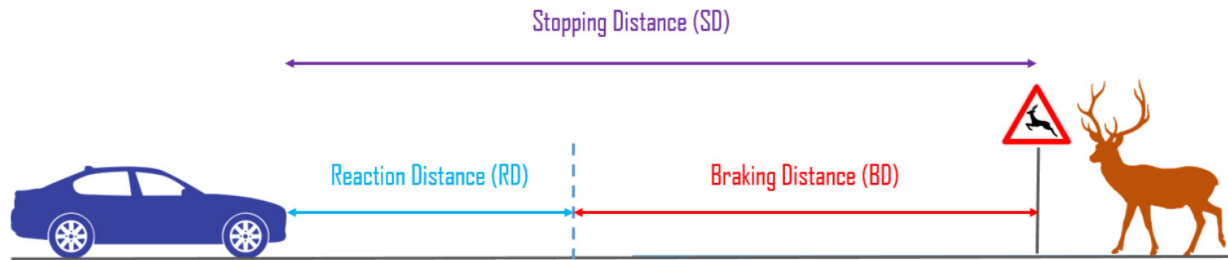 Stopping Distance (SD)
Reaction Distance (RD)
Braking Distance (BD)